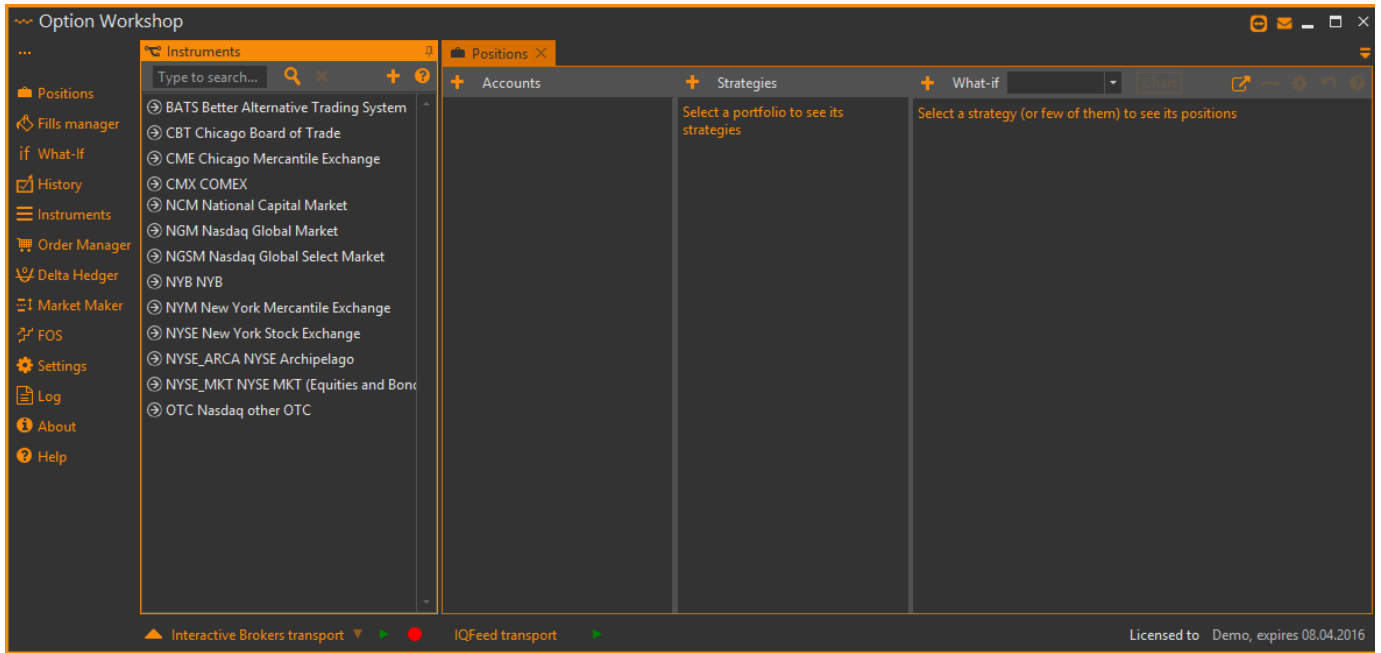 Option Workshop
...
Positions
Fills manager
if What-If
History
Instruments
Order Manager
Delta Hedger
Market Maker
FOS
Settings
Log
About
Help
Instruments
Type to search...
BATS Better Alternative Trading System
CBT Chicago Board of Trade
CME Chicago Mercantile Exchange
CMX COMEX
NCM National Capital Market
NGM Nasdaq Global Market
NGSM Nasdaq Global Select Market
NYB NYB
NYM New York Mercantile Exchange
NYSE New York Stock Exchange
NYSE_ARCA NYSE Archipelago
NYSE_MKT NYSE MKT (Equities and Bond
OTC Nasdaq other OTC
Positions
Accounts
Strategies
Select a portfolio to see its
strategies
What-if
Chart
Select a strategy (or few of them) to see its positions
Interactive Brokers transport
IQFeed transport
Licensed to Demo, expires 08.04.2016